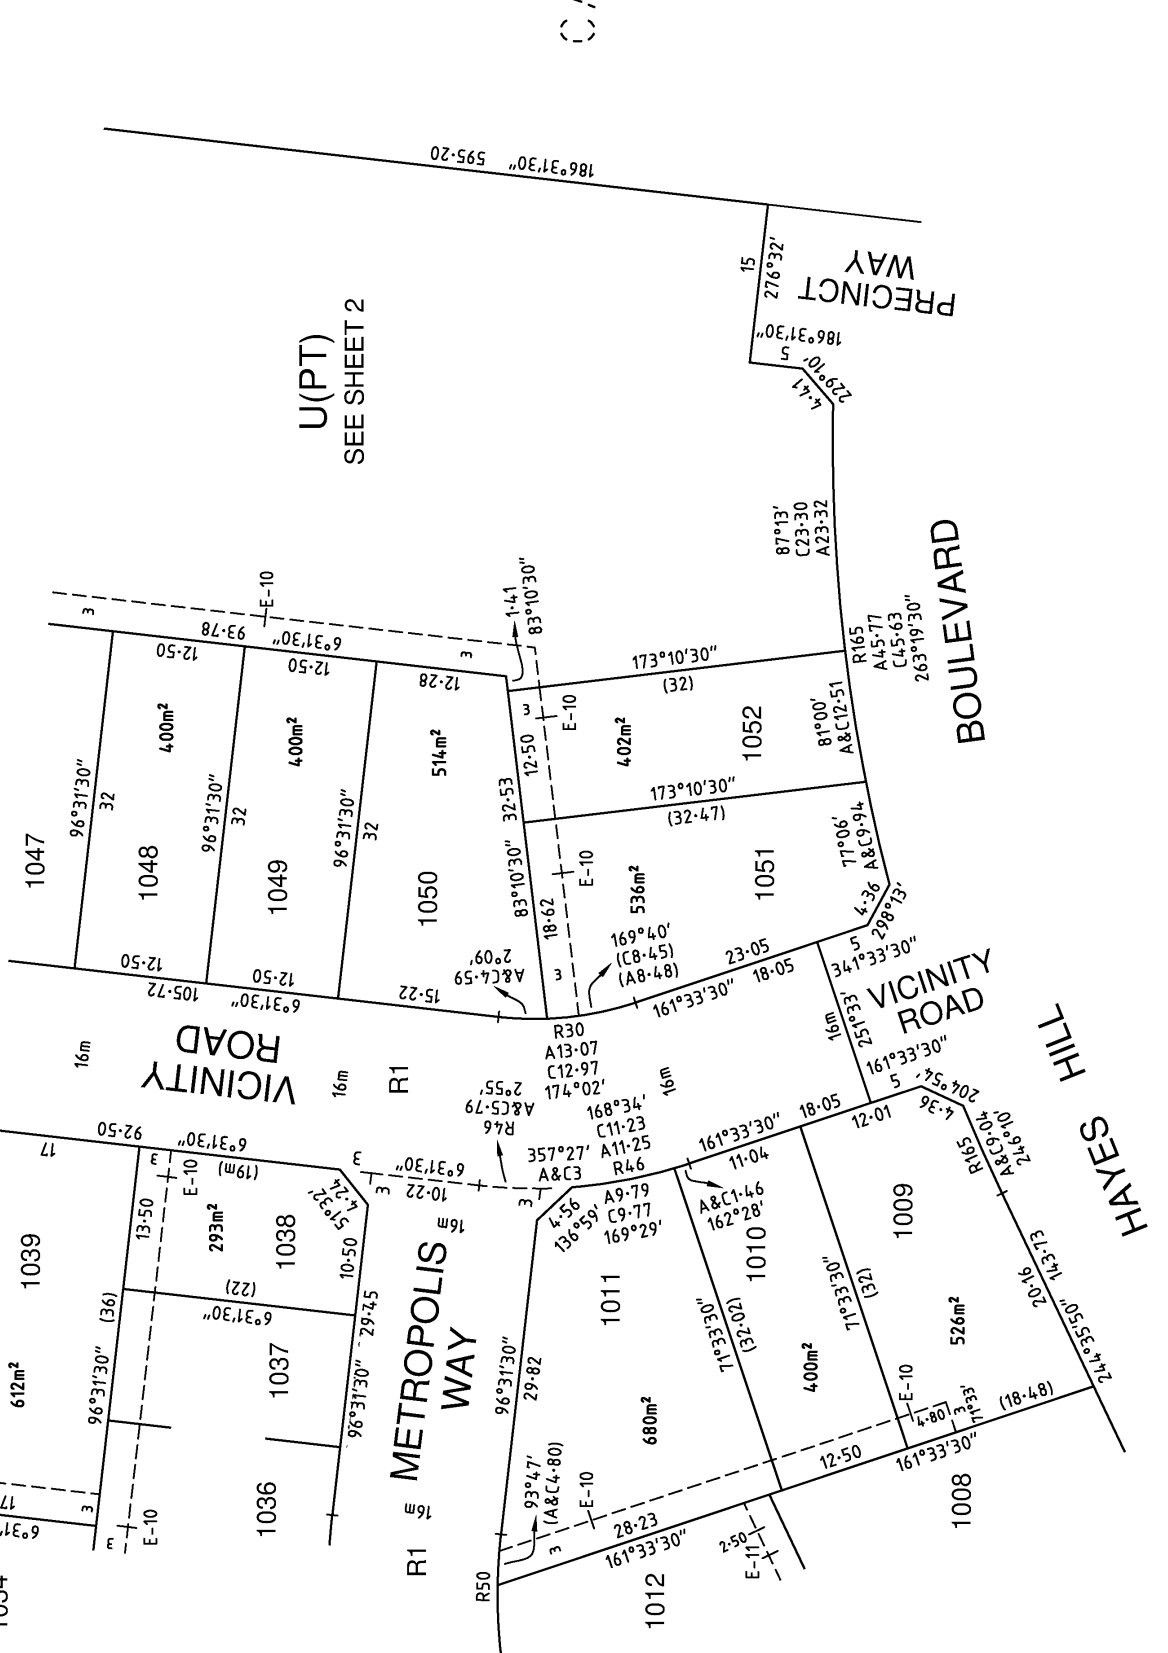 CA
595·20
186°31'30"
15
276°32'
PRECINCT
WAY
186°31'30"
5
229°10'
4·41
U(PT)
SEE SHEET 2
87°13'
C23·30
A23·32
BOULEVARD
R165
A45·77
C45·63
263°19'30"
3
E-10
93·78
6°31'30"
3
1·41
83°10'30"
12·50
12·50
12·28
400m²
400m²
514m²
96°31'30"
32
96°31'30"
32
96°31'30"
32
1047
1048
1049
1050
173°10'30"
(32)
3
E-10
12·50
402m²
1052
81°00'
A&C12·51
32·53
83°10'30"
173°10'30"
(32·47)
18·62
E-10
3
536m²
1051
77°06'
A&C9·94
4·36
298°13'
169°40'
(C8·45)
(A8·48)
23·05
161°33'30"
18·05
5
341°33'30"
VICINITY
ROAD
16m
251°33'
12·50
105·72
12·50
6°31'30"
15·22
A&C4·59
2°09'
VICINITY
ROAD
16m
16m
R1
R30
A13·07
C12·97
174°02'
16m
R46
A&C5·79
2°55'
168°34'
C11·23
A11·25
R46
357°27'
A&C3
161°33'30"
18·05
11·04
12·01
161°33'30"
5
204°54'
4·36
HAYES HILL
R165
A&C9·04
246°10'
17
92·50
6°31'30"
(19m)
3
E-10
13·50
293m²
1038
51°32'
4·24
3
6°31'30"
10·22
3
3
16m
4·56
136°59'
A9·79
C9·77
169°29'
A&C1·46
162°28'
1039
(36)
96°31'30"
612m²
(22)
6°31'30"
10·50
29·45
96°31'30"
1037
1036
METROPOLIS
WAY
16m
R1
1011
96°31'30"
29·82
680m²
1010
71°33'30"
(32·02)
400m²
1009
71°33'30"
(32)
526m²
20·16
143·73
244°35'50"
E-10
4·80
3
71°33'
(18·48)
12·50
161°33'30"
1008
93°47'
(A&C4·80)
E-10
3
28·23
161°33'30"
R50
2·50
E-11
1012
17
6°31'
3
3
E-10